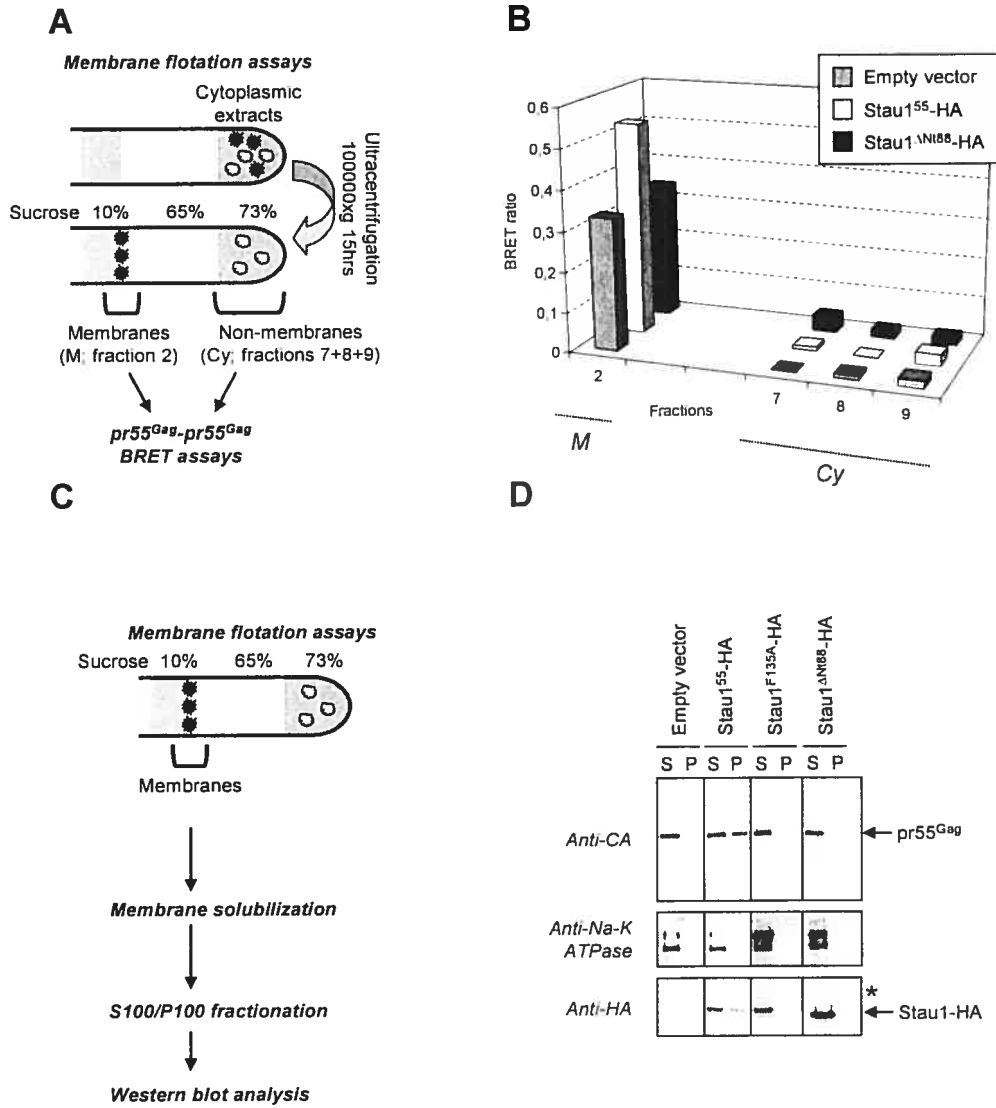 A
Membrane flotation assays
Cytoplasmic
extracts
Ultracentrifugation
100000xg 15hrs
Sucrose 10% 65% 73%
Membranes
(M; fraction 2)
Non-membranes
(Cy; fractions 7+8+9)
pr55Gag-pr55Gag
BRET assays
B
Empty vector
Stau155-HA
Stau1ΔNt88-HA
BRET ratio
0,6
0,5
0,4
0,3
0,2
0,1
0
2
7
8
9
Fractions
M
Cy
C
Membrane flotation assays
Sucrose 10% 65% 73%
Membranes
Membrane solubilization
S100/P100 fractionation
Western blot analysis
D
Empty vector
Stau155-HA
Stau1F135A-HA
Stau1ΔNt88-HA
S P S P S P S P
Anti-CA
pr55Gag
Anti-Na-K
ATPase
Anti-HA
*
Stau1-HA